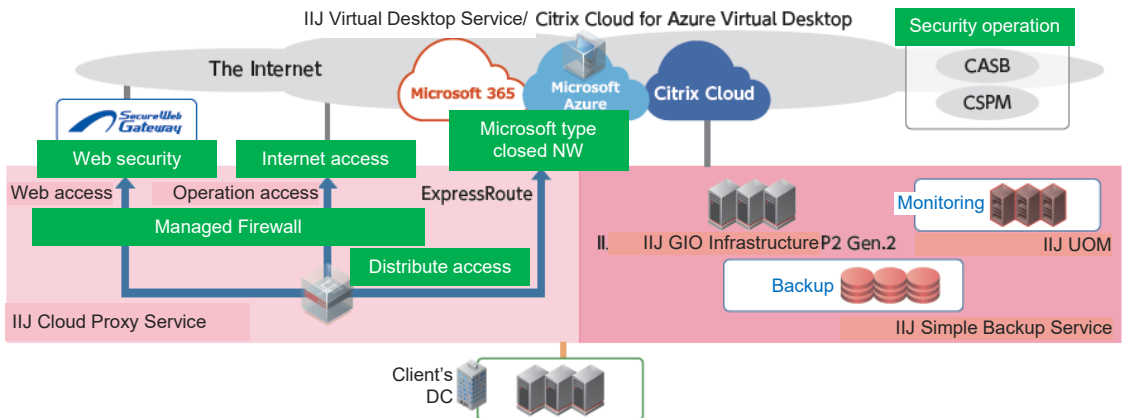 IIJ Virtual Desktop Service/ Citrix Cloud for Azure Virtual Desktop
Security operation
The Internet
Microsoft 365
Microsoft
Azure
Citrix Cloud
CASB
CSPM
SecureWeb
Gateway
Web security
Internet access
Microsoft type
closed NW
Web access
Operation access
ExpressRoute
Managed Firewall
Distribute access
IIJ Cloud Proxy Service
Monitoring
II. IIJ GIO Infrastructure P2 Gen.2
IIJ UOM
Backup
IIJ Simple Backup Service
Client's
DC